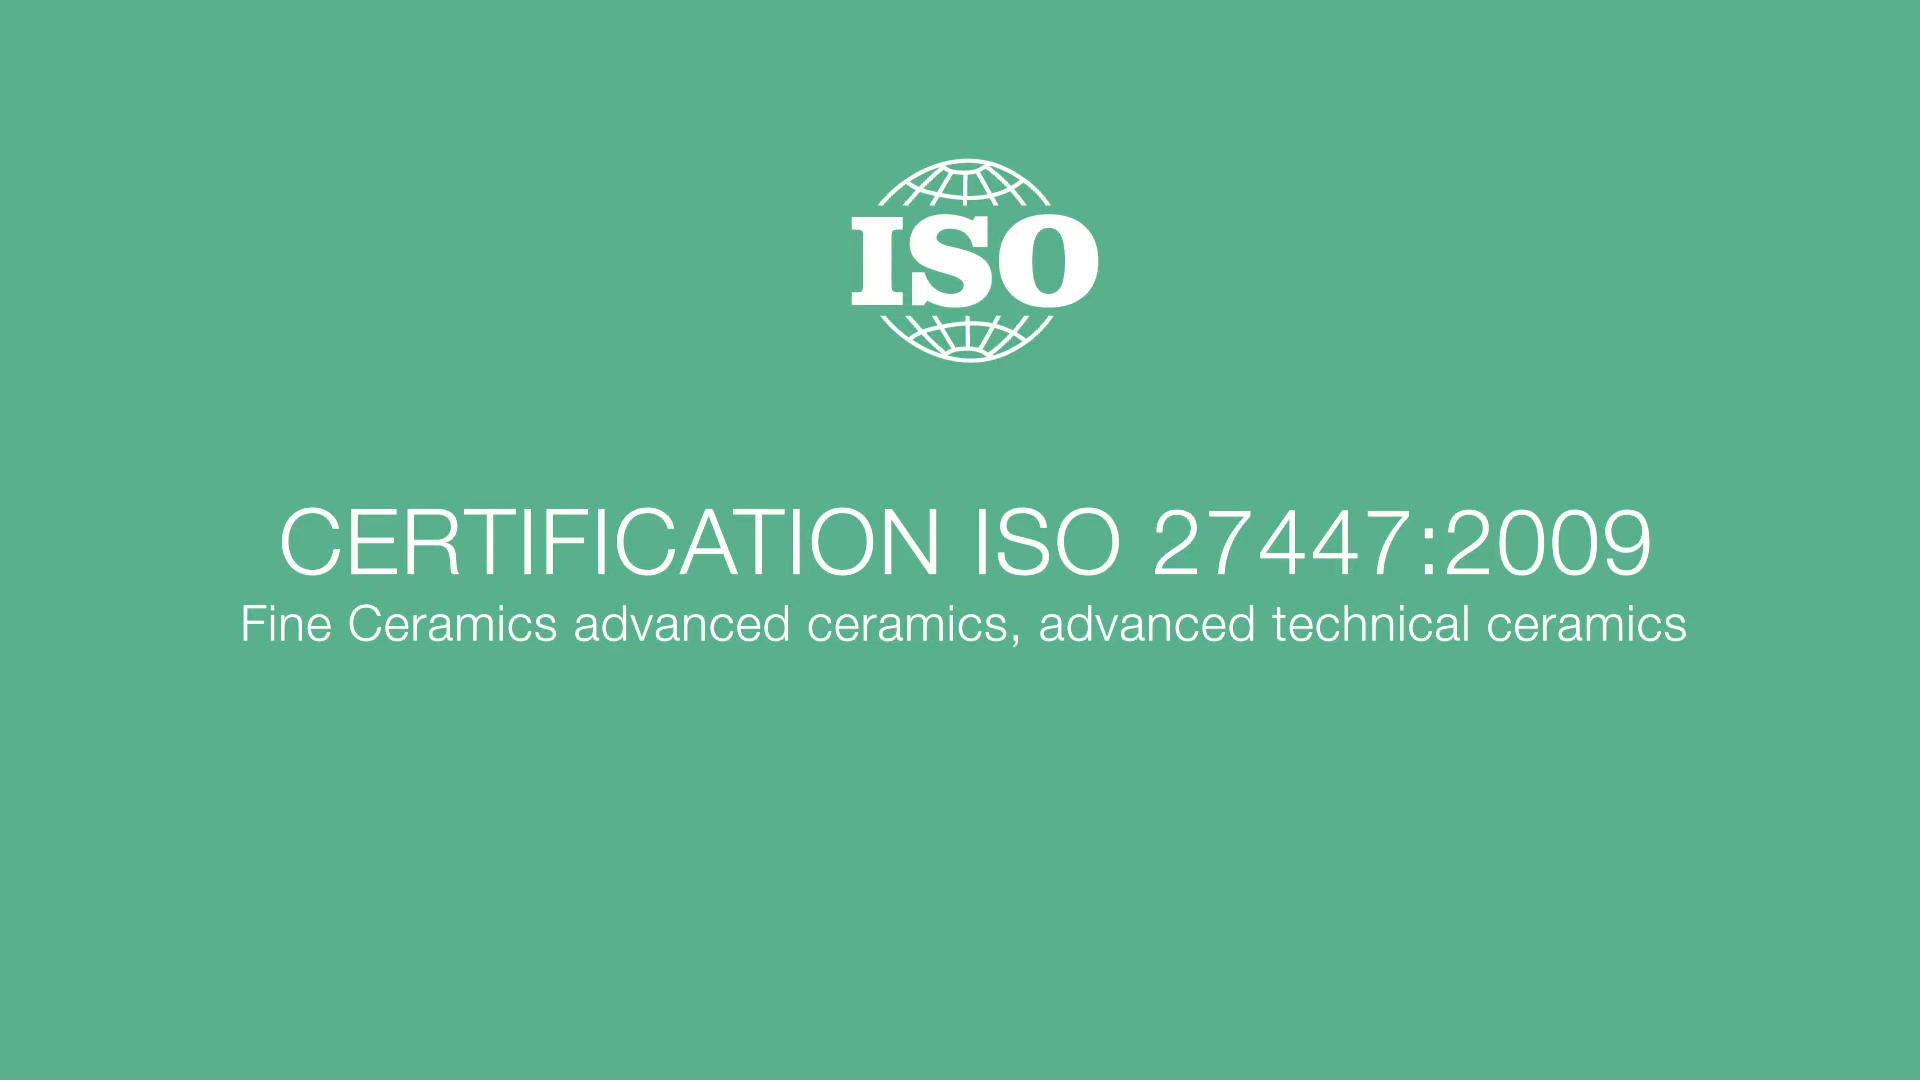 ISO
CERTIFICATION ISO 27447:2009
Fine Ceramics advanced ceramics, advanced technical ceramics